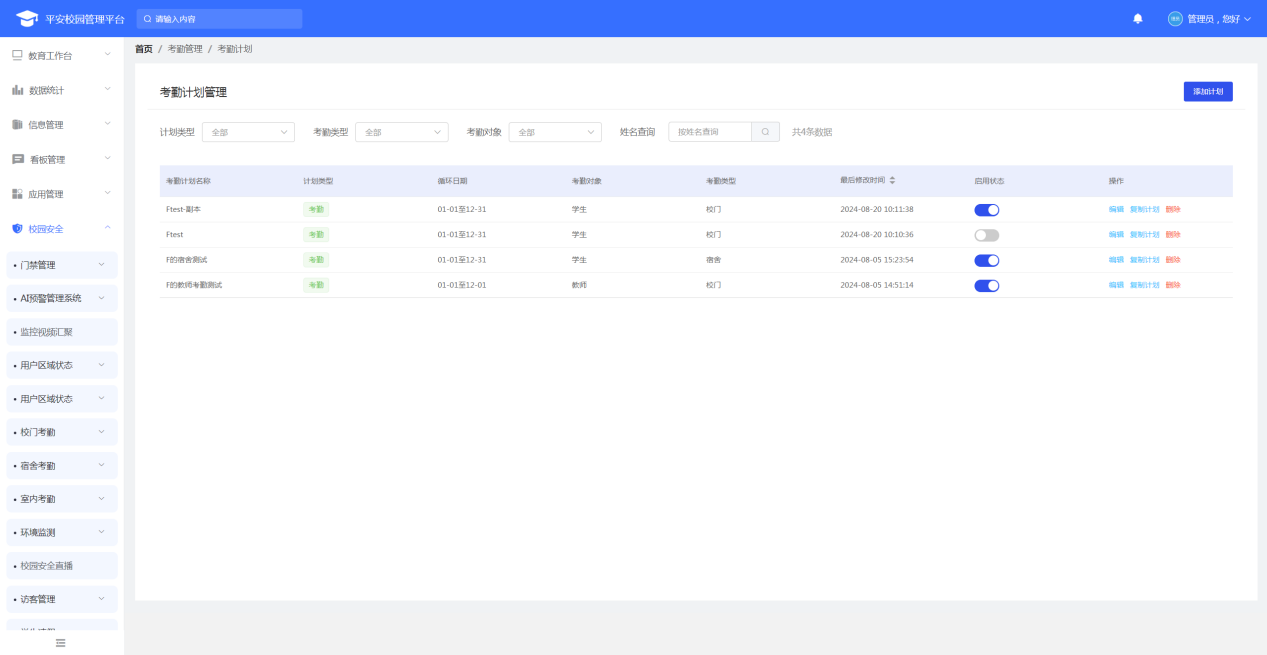 平安校园管理平台 请输入内容 管理员，您好
首页 / 考勤管理 / 考勤计划
教育工作台
数据统计
信息管理
看板管理
应用管理
校园安全
• 门禁管理
• AI预警管理系统
• 监控视频汇聚
• 用户区域状态
• 用户区域状态
• 校门考勤
• 宿舍考勤
• 室内考勤
• 环境监测
• 校园安全直播
• 访客管理
考勤计划管理 添加计划
计划类型 全部 考勤类型 全部 考勤对象 全部 姓名查询 按姓名查询 共4条数据
考勤计划名称 计划类型 循环日期 考勤对象 考勤类型 最后修改时间 启用状态 操作
Ftest-副本 考勤 01-01至12-31 学生 校门 2024-08-20 10:11:38 编辑 复制计划 删除
Ftest 考勤 01-01至12-31 学生 校门 2024-08-20 10:10:36 编辑 复制计划 删除
F的宿舍测试 考勤 01-01至12-31 学生 宿舍 2024-08-05 15:23:54 编辑 复制计划 删除
F的教师考勤测试 考勤 01-01至12-01 教师 校门 2024-08-05 14:51:14 编辑 复制计划 删除